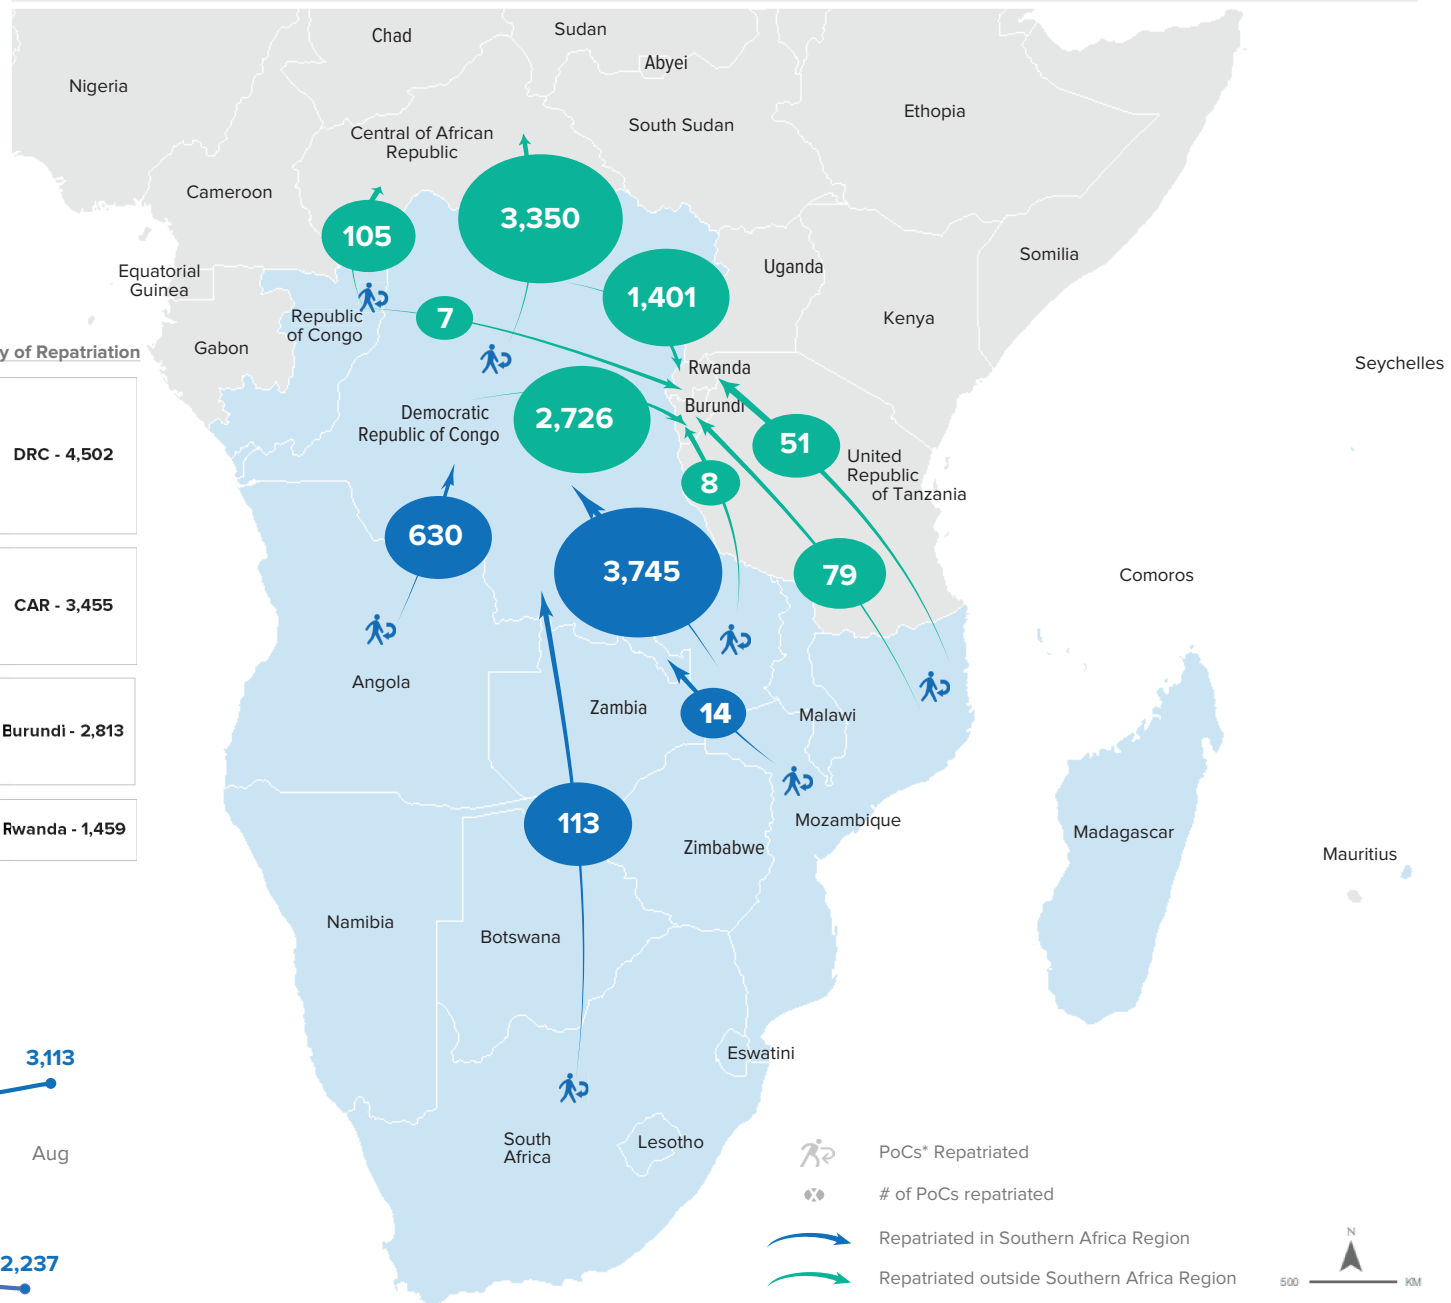 Chad
Sudan
Abyei
Nigeria
Ethopia
South Sudan
Central of African
Republic
Cameroon
3,350
105
Somilia
Uganda
Equatorial
Guinea
1,401
Republic
of Congo
7
Kenya
Gabon
y of Repatriation
Rwanda
Seychelles
Burundi
Democratic
Republic of Congo
2,726
51
DRC - 4,502
United
Republic
of Tanzania
8
630
3,745
79
Comoros
CAR - 3,455
Angola
Zambia
14
Malawi
Burundi - 2,813
Rwanda - 1,459
113
Mozambique
Madagascar
Zimbabwe
Mauritius
Namibia
Botswana
3,113
Eswatini
Aug
South
Africa
Lesotho
PoCs* Repatriated
# of PoCs repatriated
Repatriated in Southern Africa Region
Repatriated outside Southern Africa Region
2,237
N
500
KM